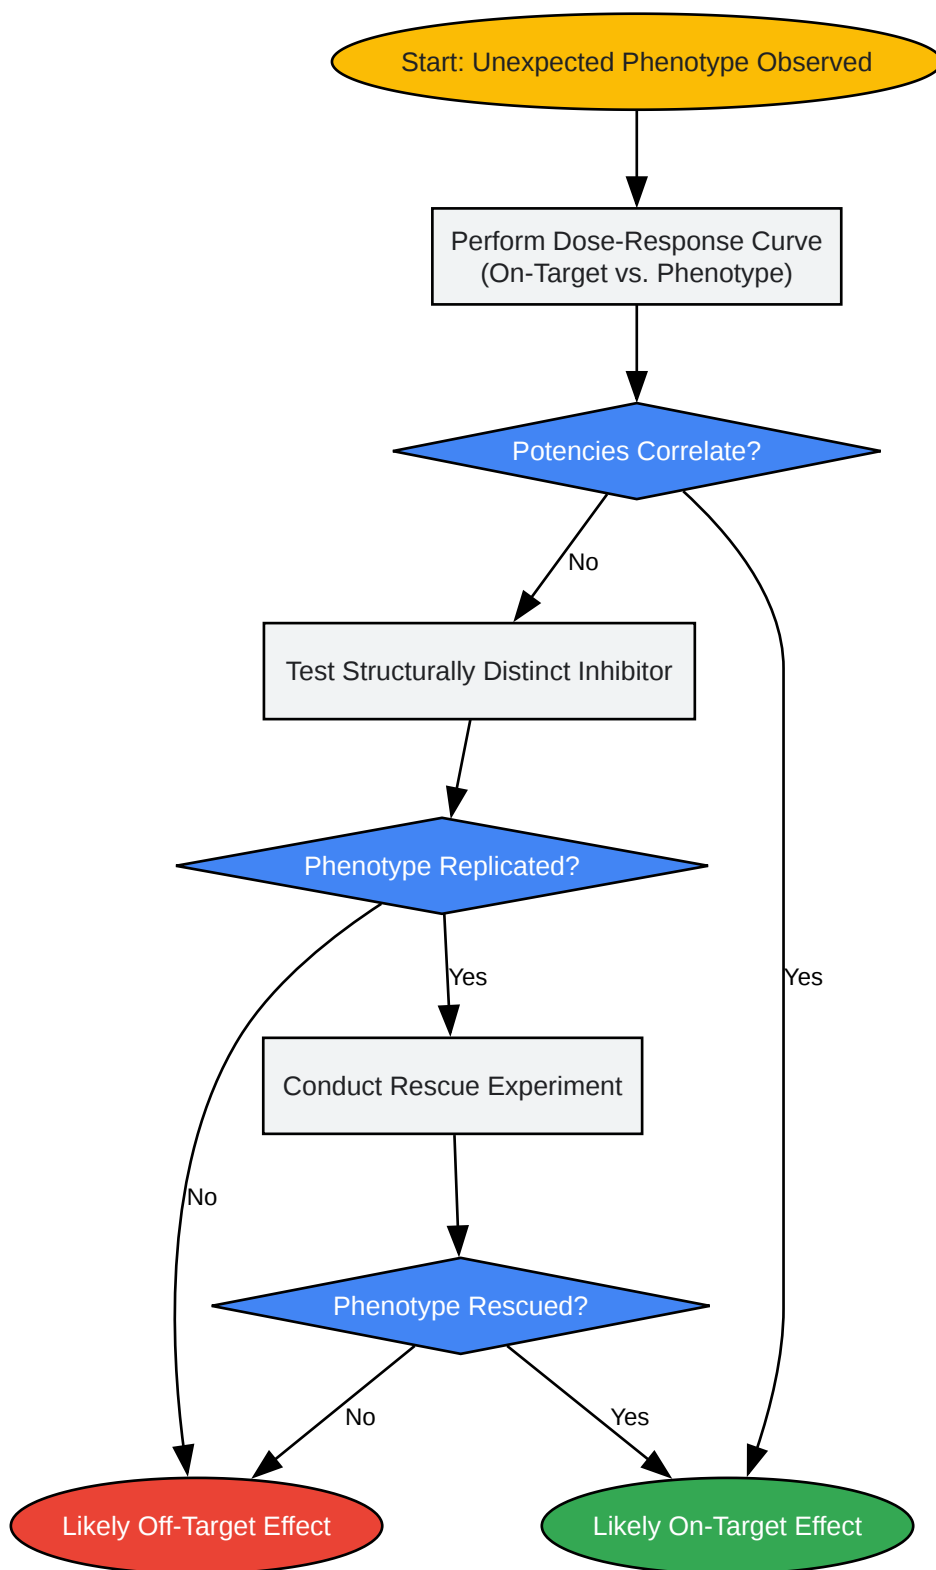 Start: Unexpected Phenotype Observed
Perform Dose-Response Curve
(On-Target vs. Phenotype)
Potencies Correlate?
No
Test Structurally Distinct Inhibitor
Phenotype Replicated?
Yes
Yes
Conduct Rescue Experiment
No
Phenotype Rescued?
No
Yes
Likely Off-Target Effect
Likely On-Target Effect